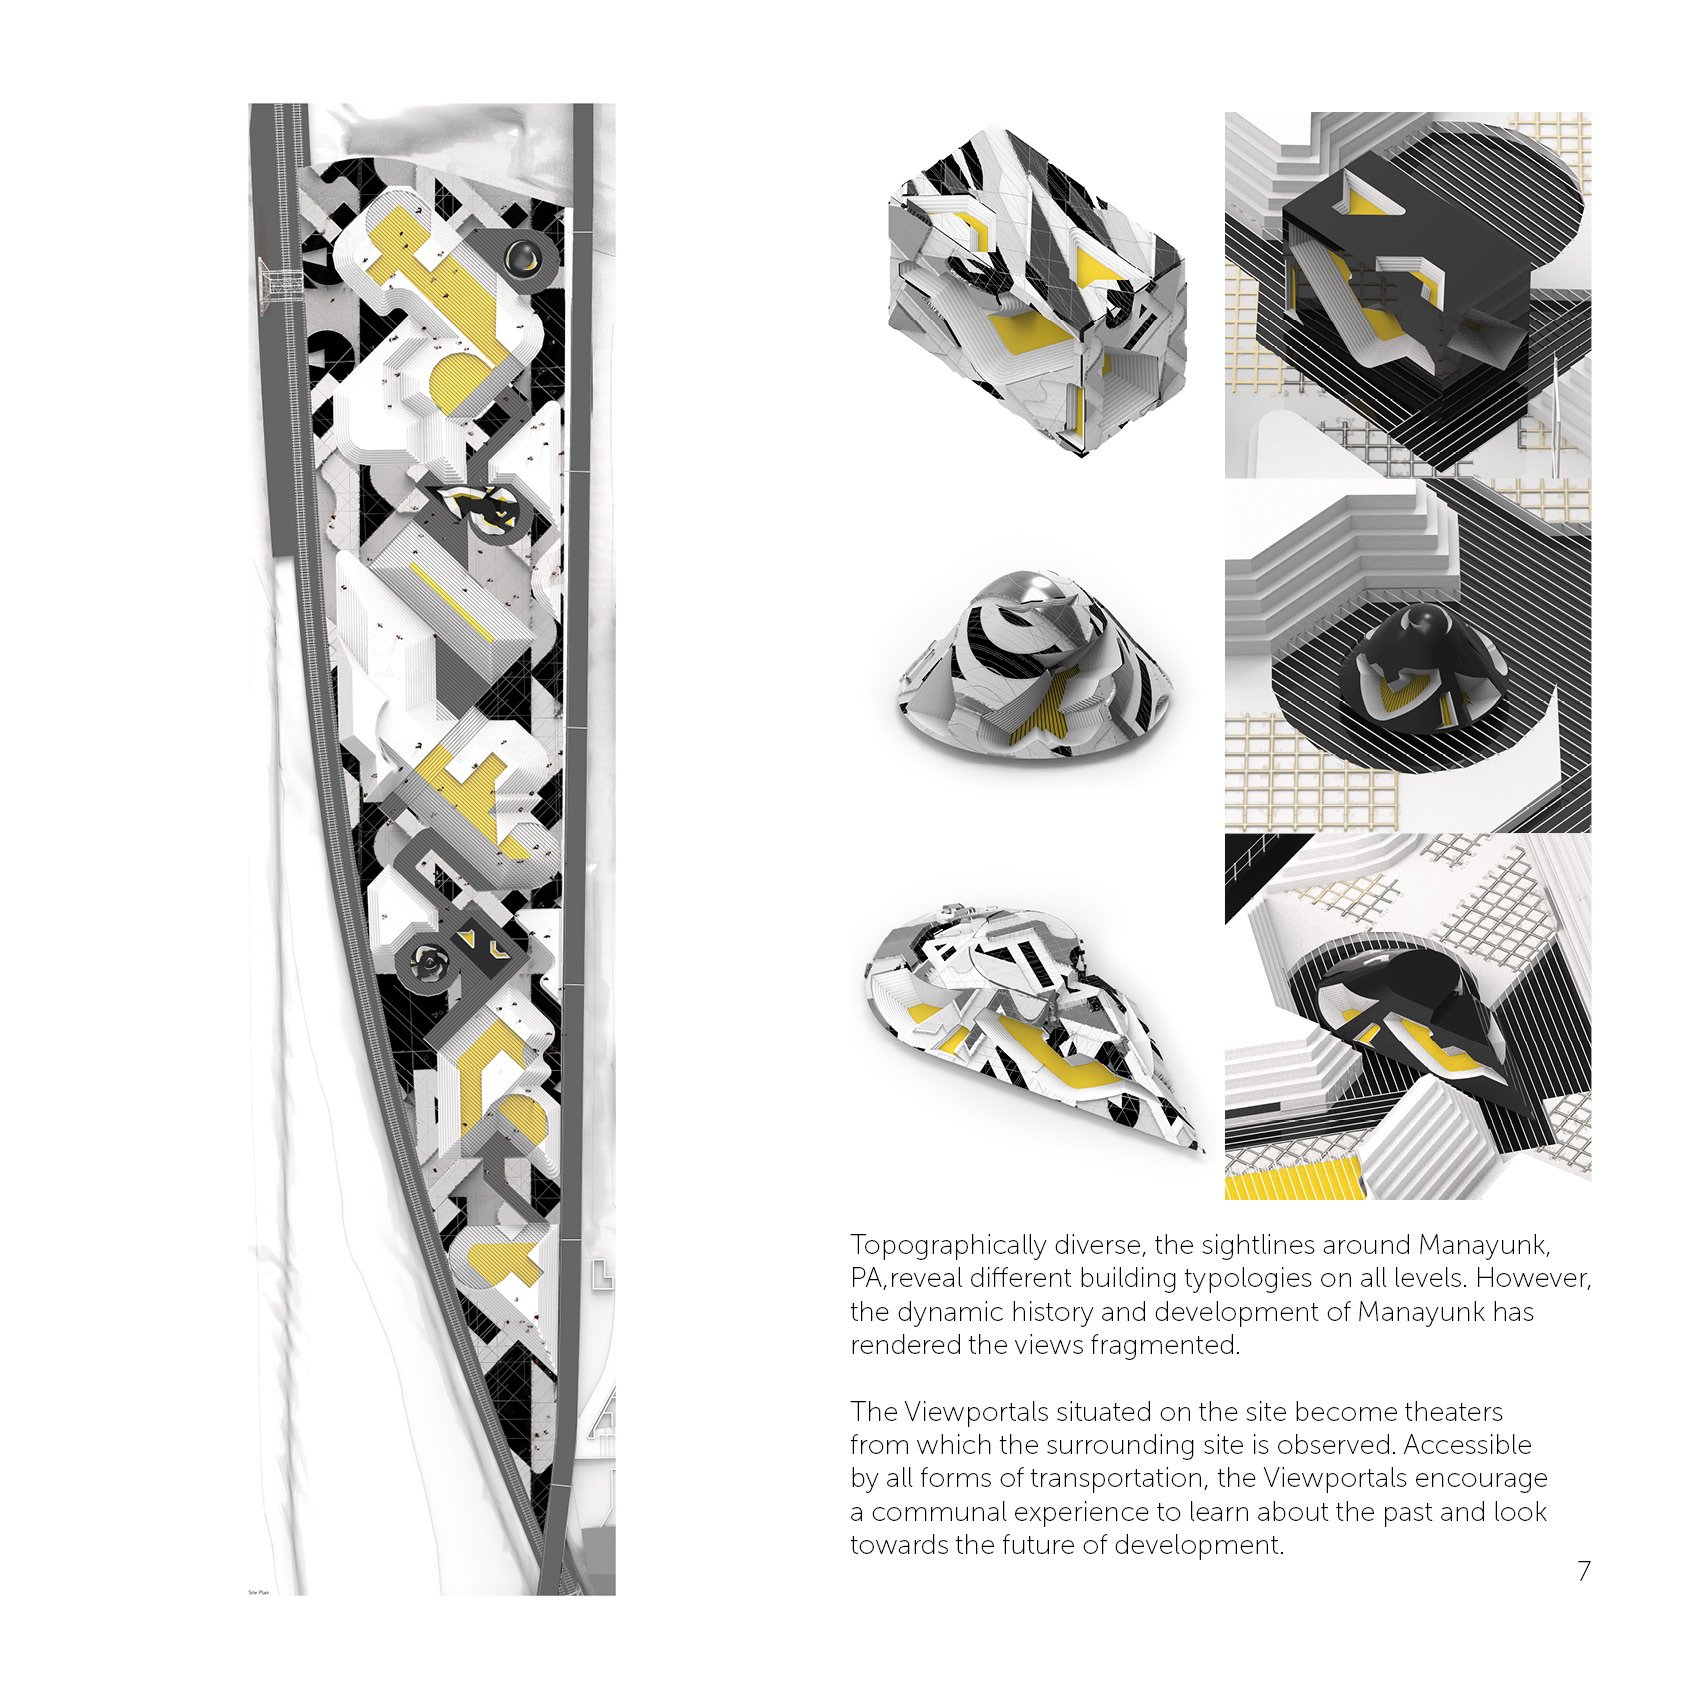 Topographically diverse, the sightlines around Manayunk,
PA,reveal different building typologies on all levels. However,
the dynamic history and development of Manayunk has
rendered the views fragmented.
The Viewportals situated on the site become theaters
from which the surrounding site is observed. Accessible
by all forms of transportation, the Viewportals encourage
a communal experience to learn about the past and look
towards the future of development.
7
Site Plan